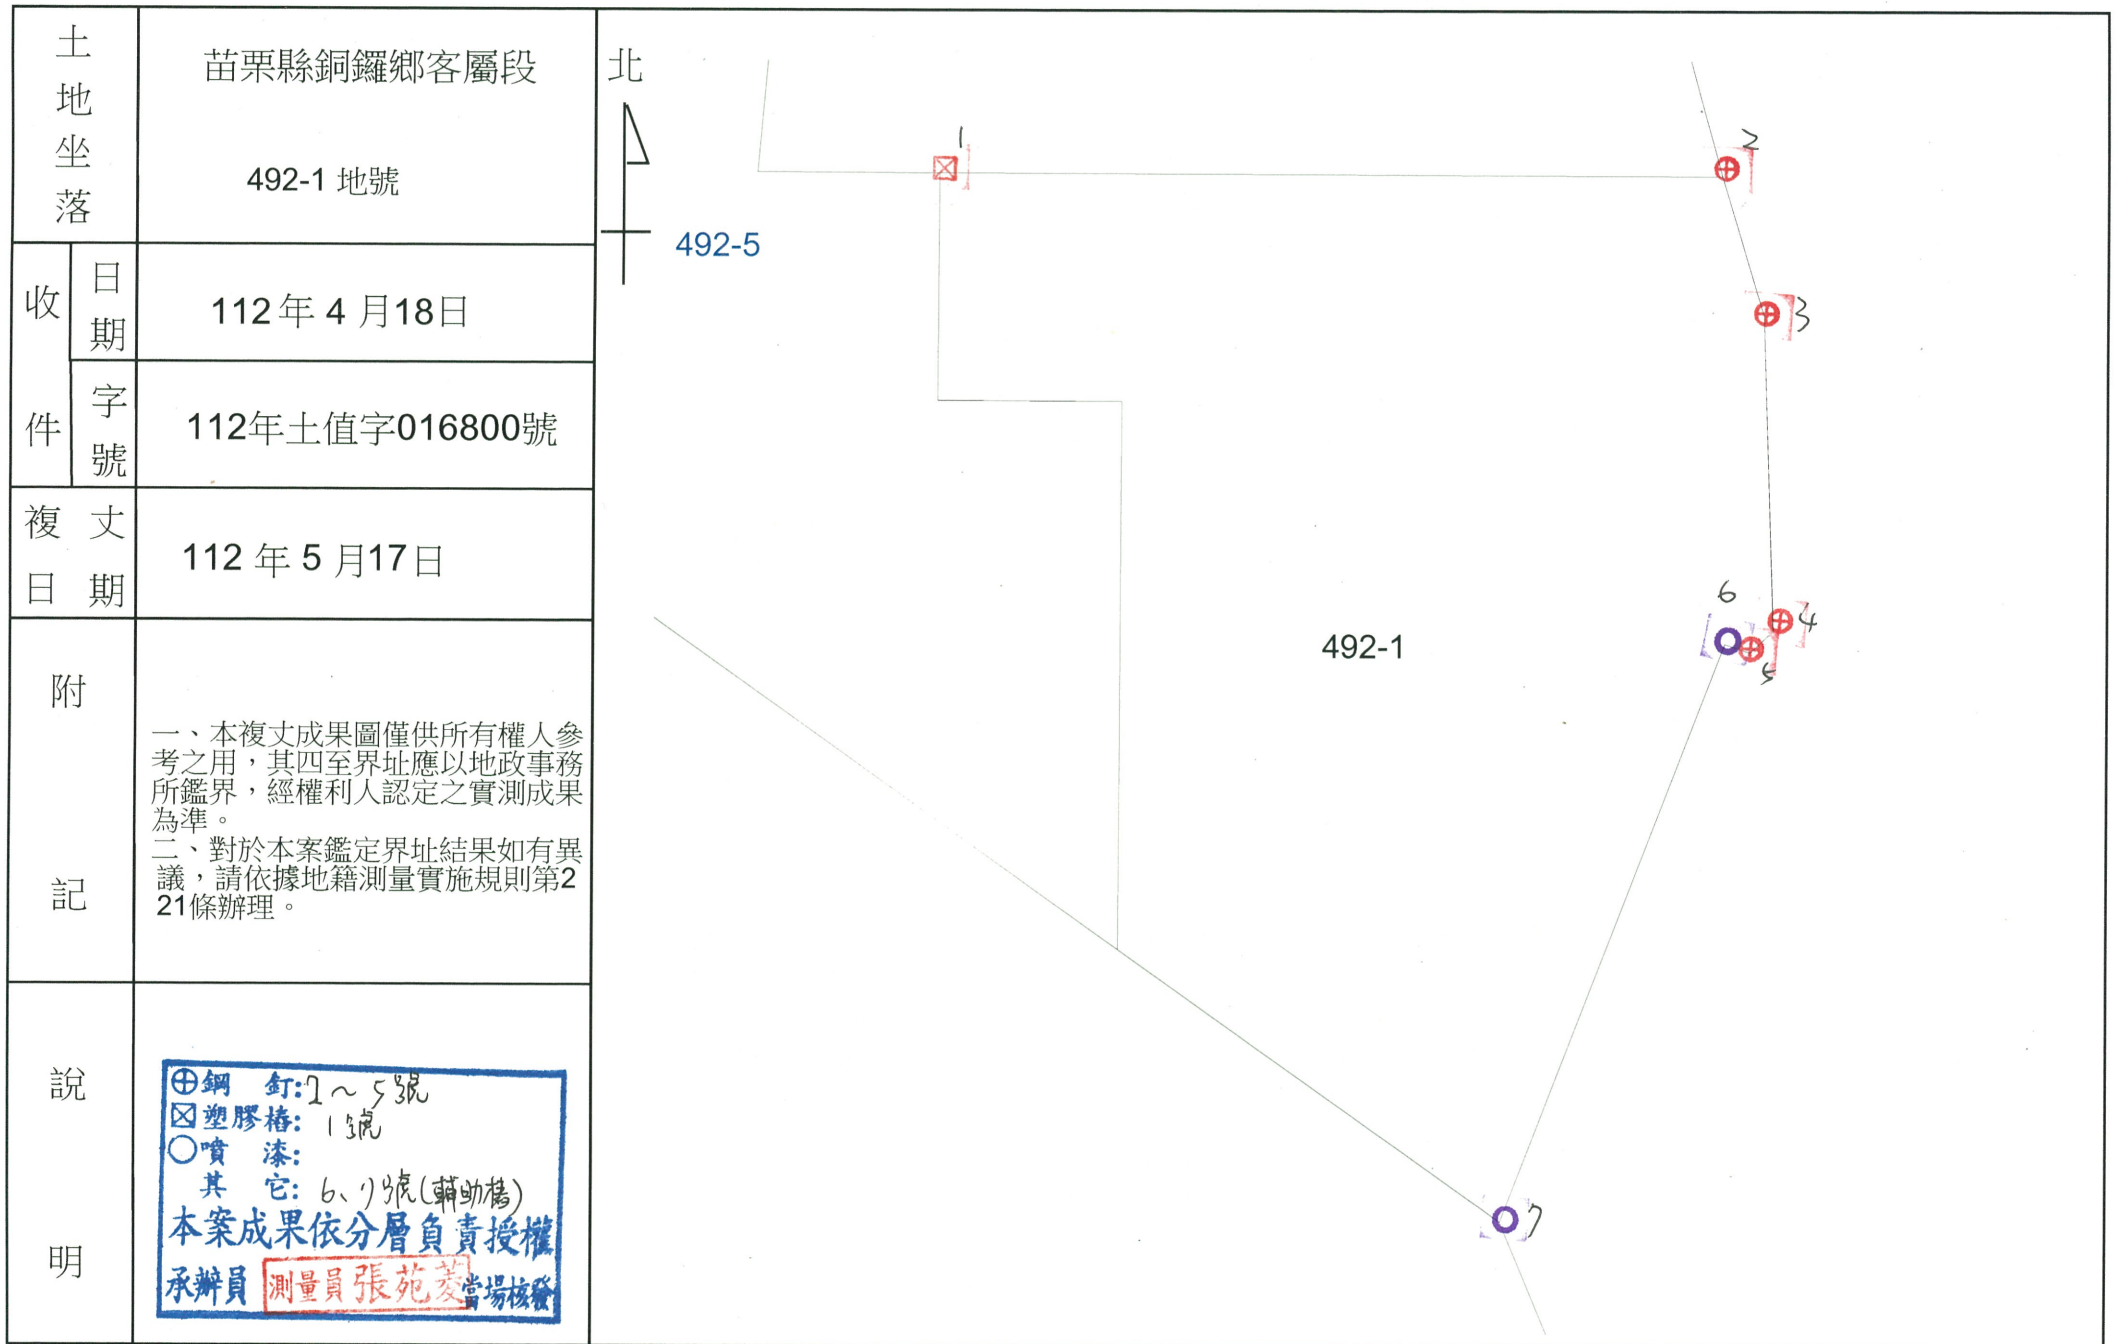 土地坐落
苗栗縣銅鑼鄉客屬段
492-1 地號
收件
日期
112年 4 月18日
字號
112年土值字016800號
複丈日期
112 年 5 月17日
附記
一、本複丈成果圖僅供所有權人參
考之用，其四至界址應以地政事務
所鑑界，經權利人認定之實測成果
為準。
二、對於本案鑑定界址結果如有異
議，請依據地籍測量實施規則第2
21條辦理。
說明
⊕鋼 釘:2～5號
☒塑膠樁: 1號
○噴 漆:
其 它: 6、7號(輔助樁)
本案成果依分層負責授權
承辦員 測量員張苑菱當場核發
北
492-5
492-1
1
2
3
4
5
6
7